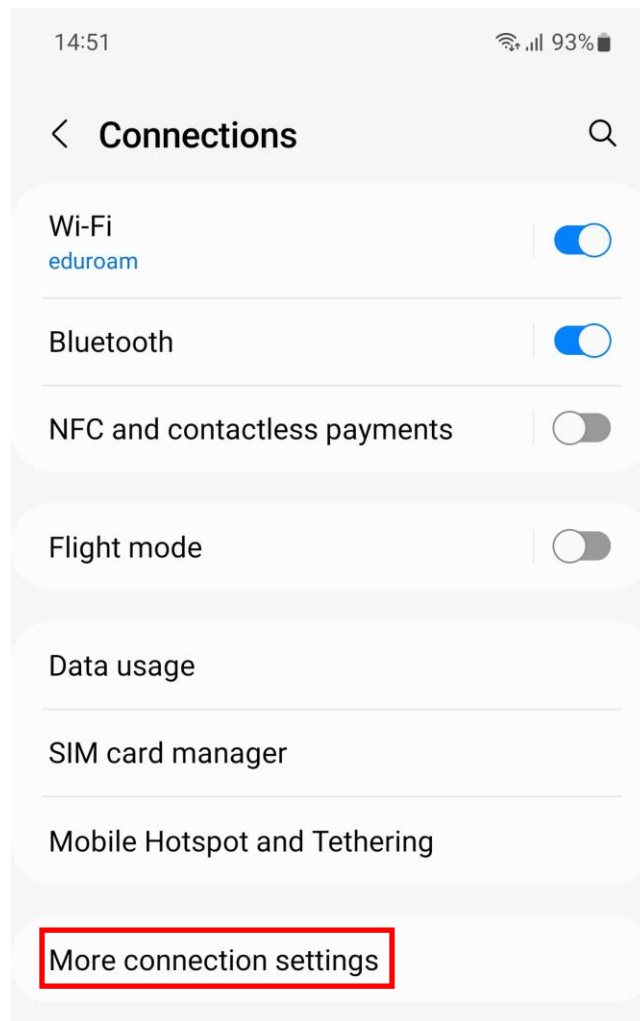 14:51 93%
Connections
Wi-Fi
eduroam
Bluetooth
NFC and contactless payments
Flight mode
Data usage
SIM card manager
Mobile Hotspot and Tethering
More connection settings